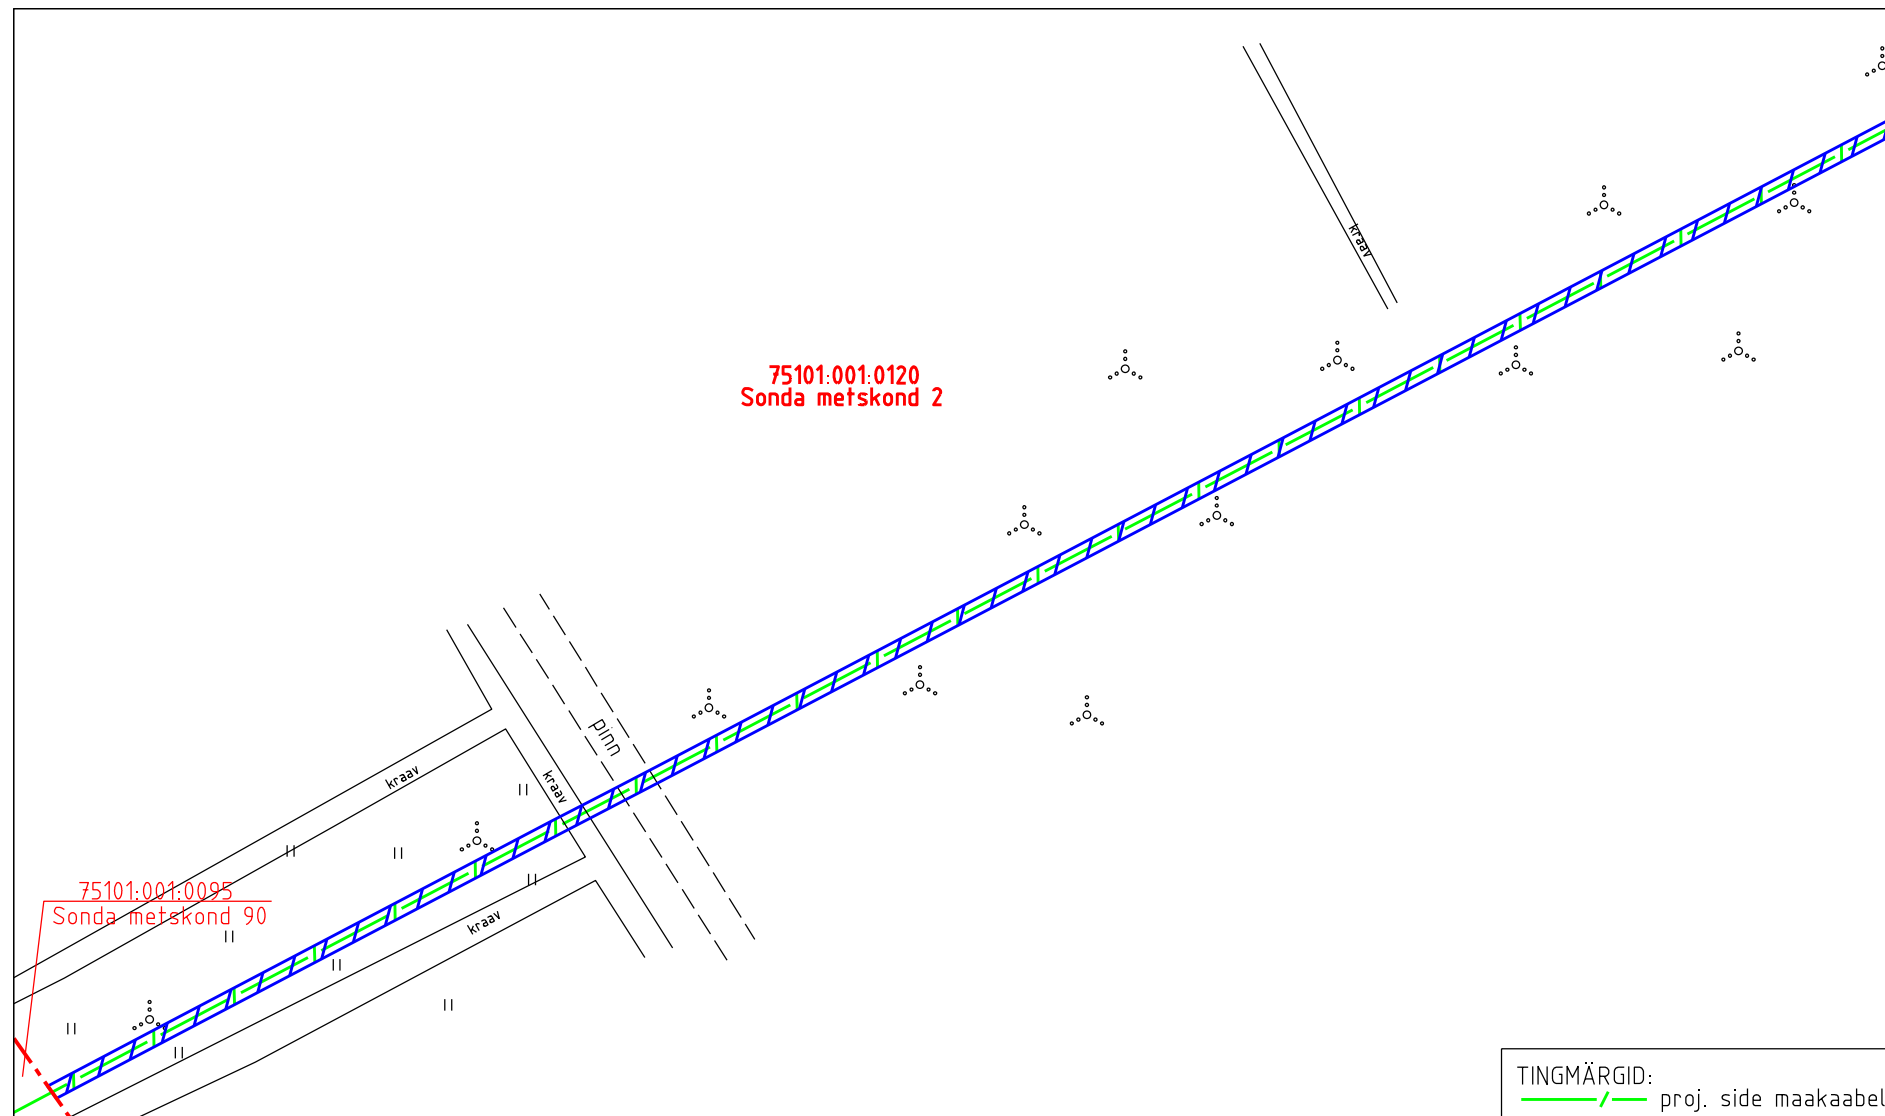 kraav
75101:001:0120
Sonda metskond 2
pinn
kraav
kraav
75101:001:0095
Sonda metskond 90
kraav
TINGMÄRGID:
proj. side maakaabel